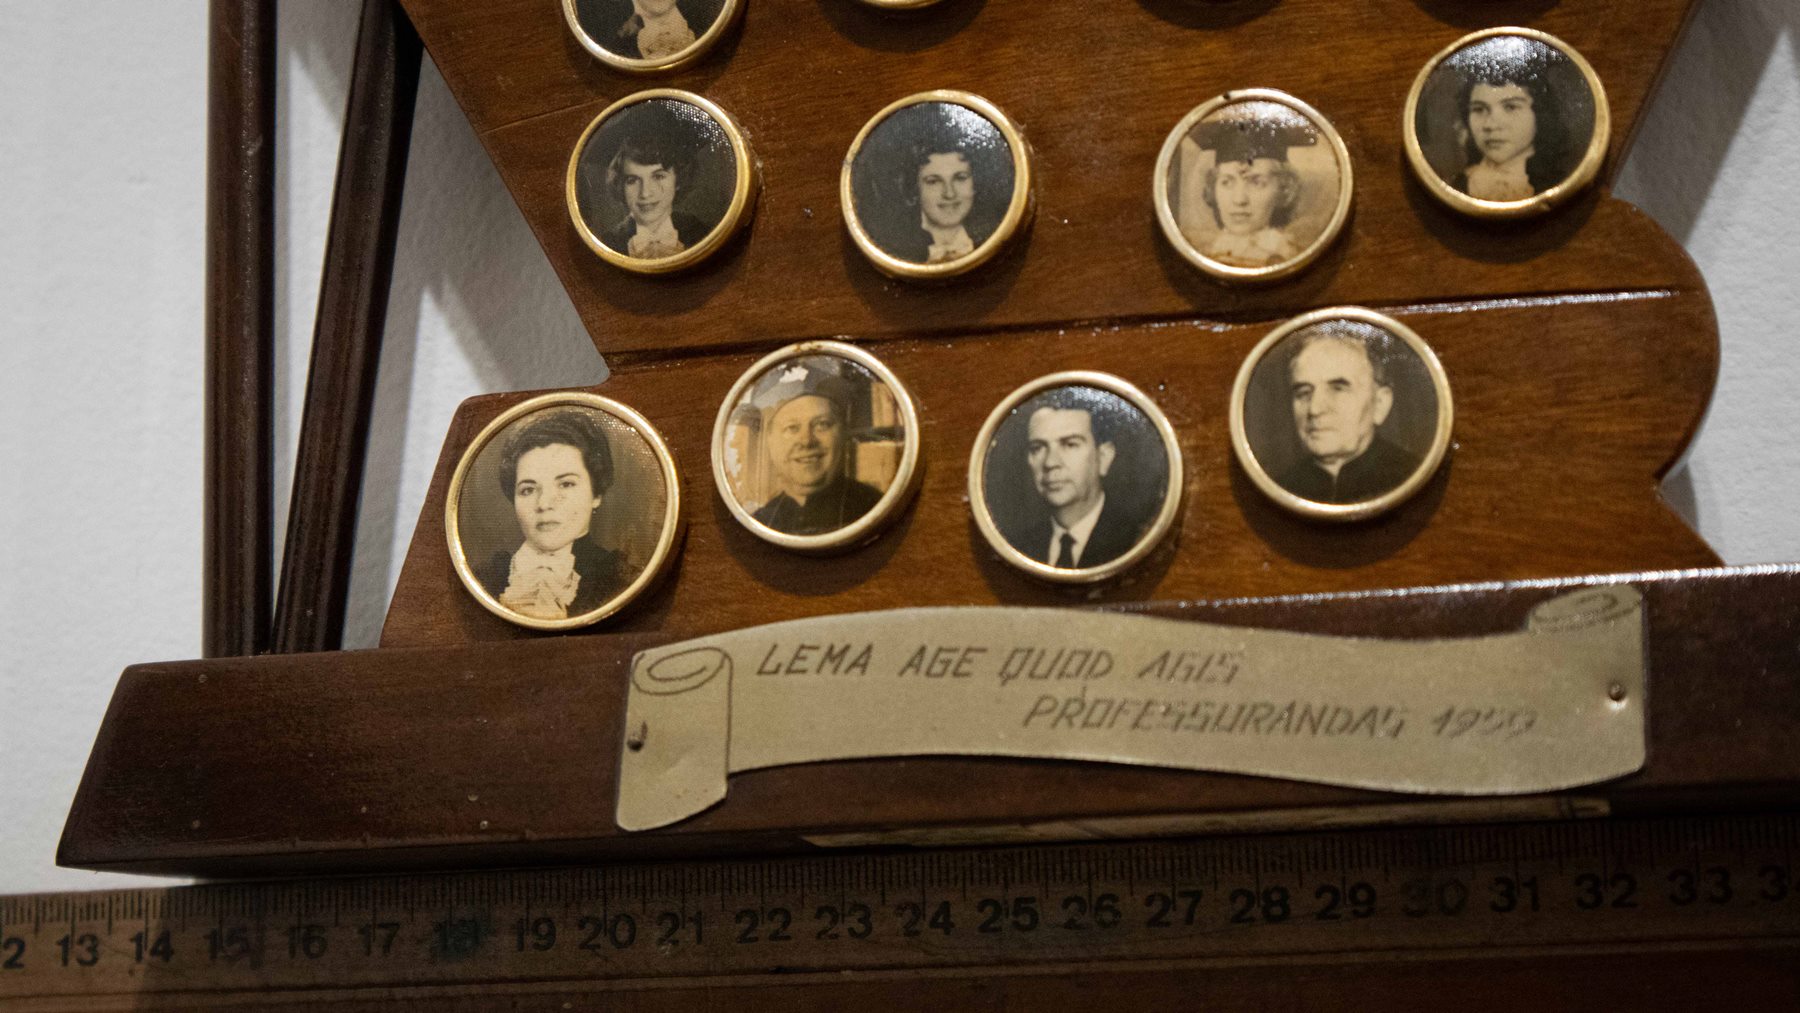 LEMA AGE QUOD AGIS
PROFESSURANDAS 1959
13 14 15 16 17 18 19 20 21 22 23 24 25 26 27 28 29 30 31 32 33